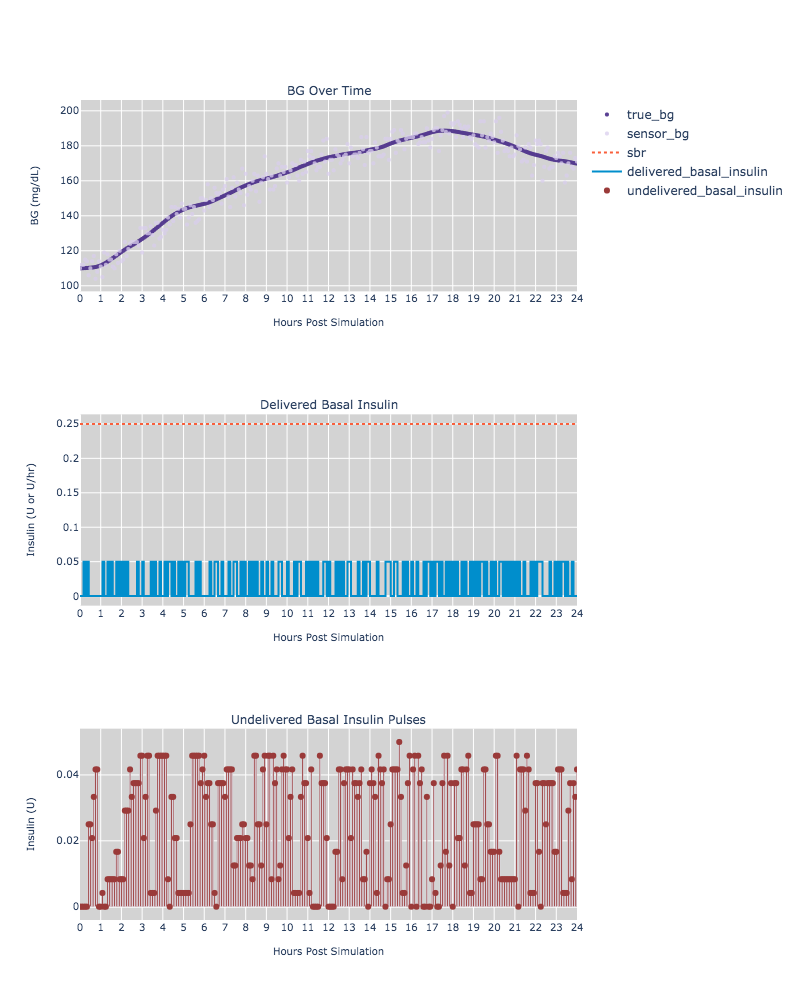 BG Over Time
200
180
160
140
120
100
BG (mg/dL)
0 1 2 3 4 5 6 7 8 9 10 11 12 13 14 15 16 17 18 19 20 21 22 23 24
Hours Post Simulation
true_bg
sensor_bg
sbr
delivered_basal_insulin
undelivered_basal_insulin
Delivered Basal Insulin
0.25
0.2
0.15
0.1
0.05
0
Insulin (U or U/hr)
0 1 2 3 4 5 6 7 8 9 10 11 12 13 14 15 16 17 18 19 20 21 22 23 24
Hours Post Simulation
Undelivered Basal Insulin Pulses
0.04
0.02
0
Insulin (U)
0 1 2 3 4 5 6 7 8 9 10 11 12 13 14 15 16 17 18 19 20 21 22 23 24
Hours Post Simulation